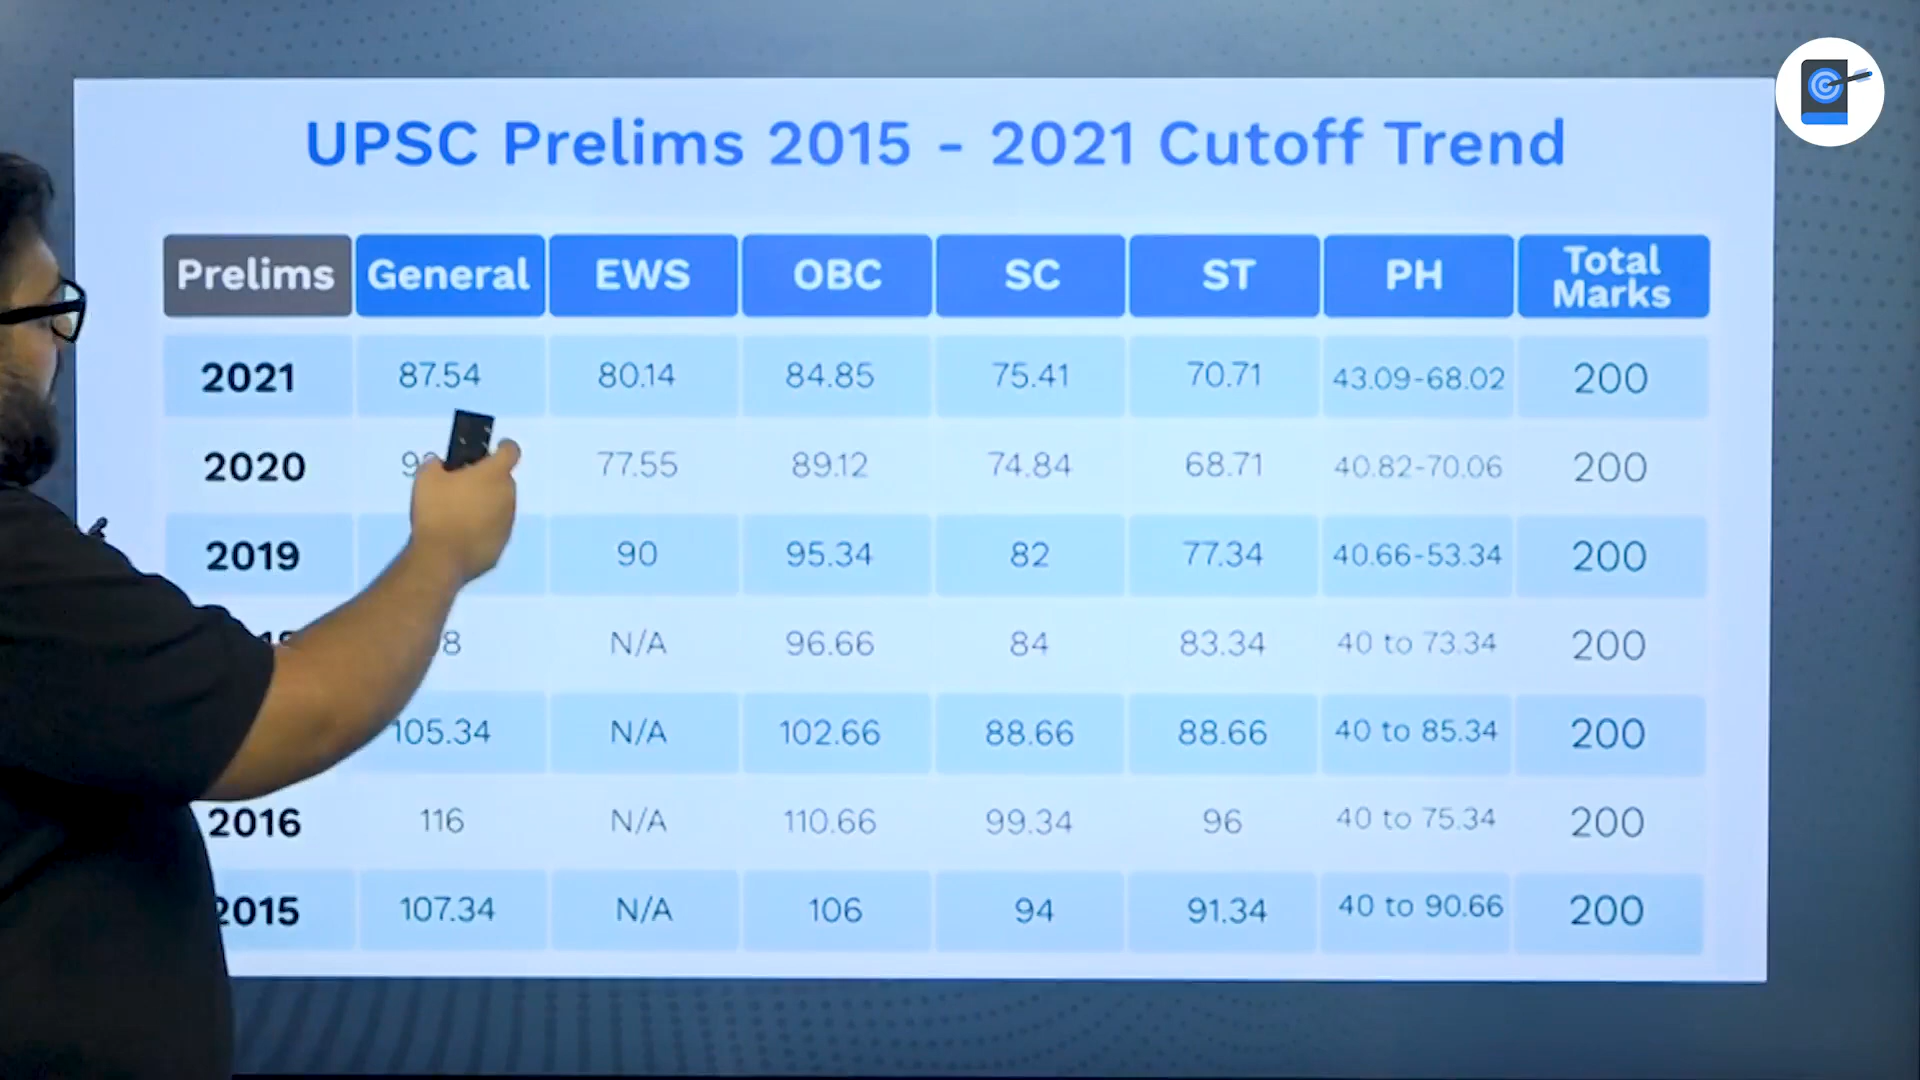 UPSC Prelims 2015 - 2021 Cutoff Trend
Prelims General EWS OBC SC ST PH Total Marks
2021 87.54 80.14 84.85 75.41 70.71 43.09-68.02 200
2020 77.55 89.12 74.84 68.71 40.82-70.06 200
2019 90 95.34 82 77.34 40.66-53.34 200
N/A 96.66 84 83.34 40 to 73.34 200
105.34 N/A 102.66 88.66 88.66 40 to 85.34 200
2016 116 N/A 110.66 99.34 96 40 to 75.34 200
2015 107.34 N/A 106 94 91.34 40 to 90.66 200